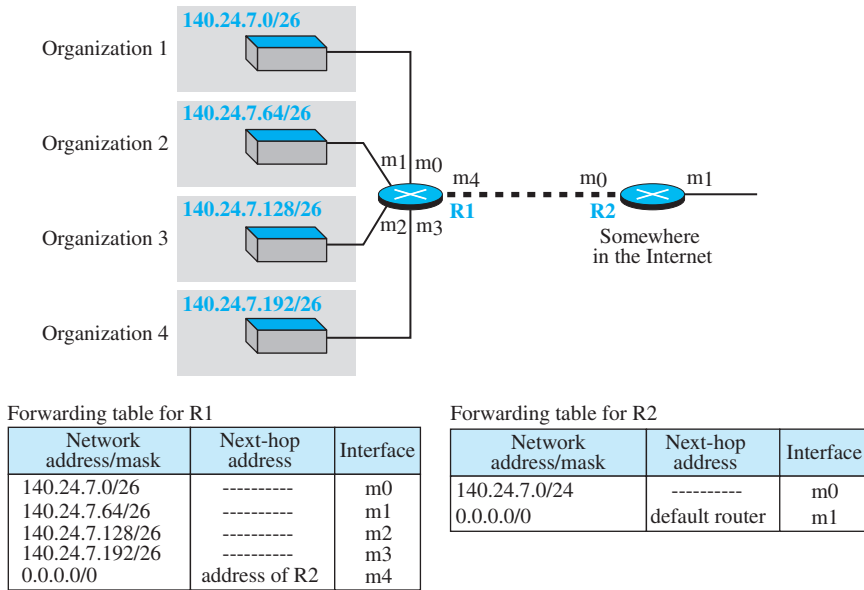 140.24.7.0/26
Organization 1
140.24.7.64/26
Organization 2
m1 m0
m4
m0
m1
140.24.7.128/26
R1
R2
m2 m3
Organization 3
Somewhere
in the Internet
140.24.7.192/26
Organization 4
Forwarding table for R1
Network address/mask Next-hop address Interface
140.24.7.0/26 ---------- m0
140.24.7.64/26 ---------- m1
140.24.7.128/26 ---------- m2
140.24.7.192/26 ---------- m3
0.0.0.0/0 address of R2 m4
Forwarding table for R2
Network address/mask Next-hop address Interface
140.24.7.0/24 ---------- m0
0.0.0.0/0 default router m1